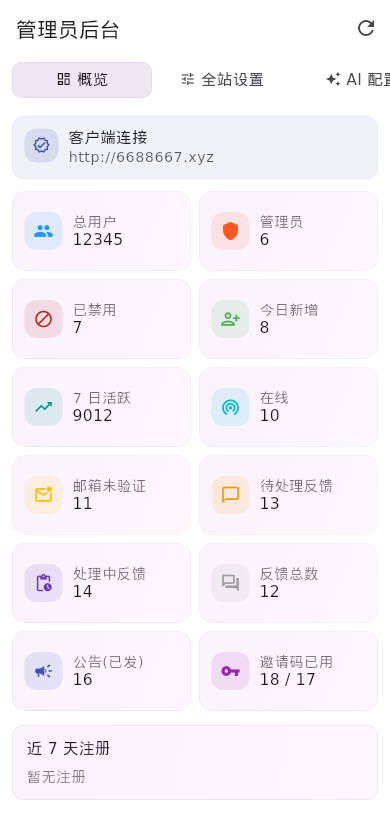 管理员后台
概览
全站设置
AI 配
客户端连接
http://6688667.xyz
总用户
12345
管理员
6
已禁用
7
今日新增
8
7 日活跃
9012
在线
10
邮箱未验证
11
待处理反馈
13
处理中反馈
14
反馈总数
12
公告(已发)
16
邀请码已用
18 / 17
近 7 天注册
暂无注册